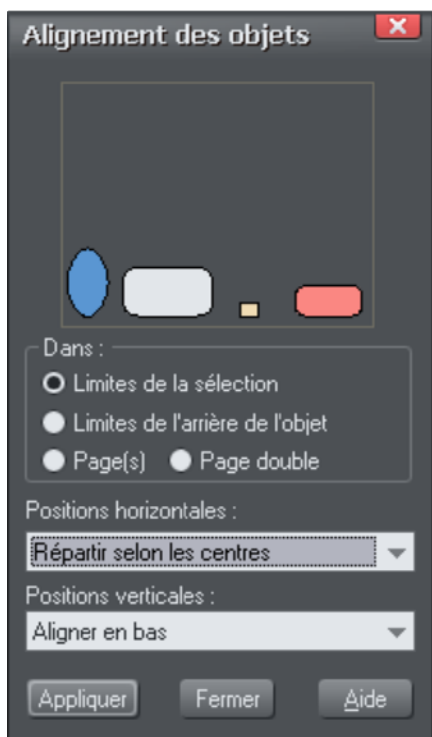 Alignement des objets
Dans :
Limites de la sélection
Limites de l'arrière de l'objet
Page(s) Page double
Positions horizontales :
Répartir selon les centres
Positions verticales :
Aligner en bas
Appliquer Fermer Aide